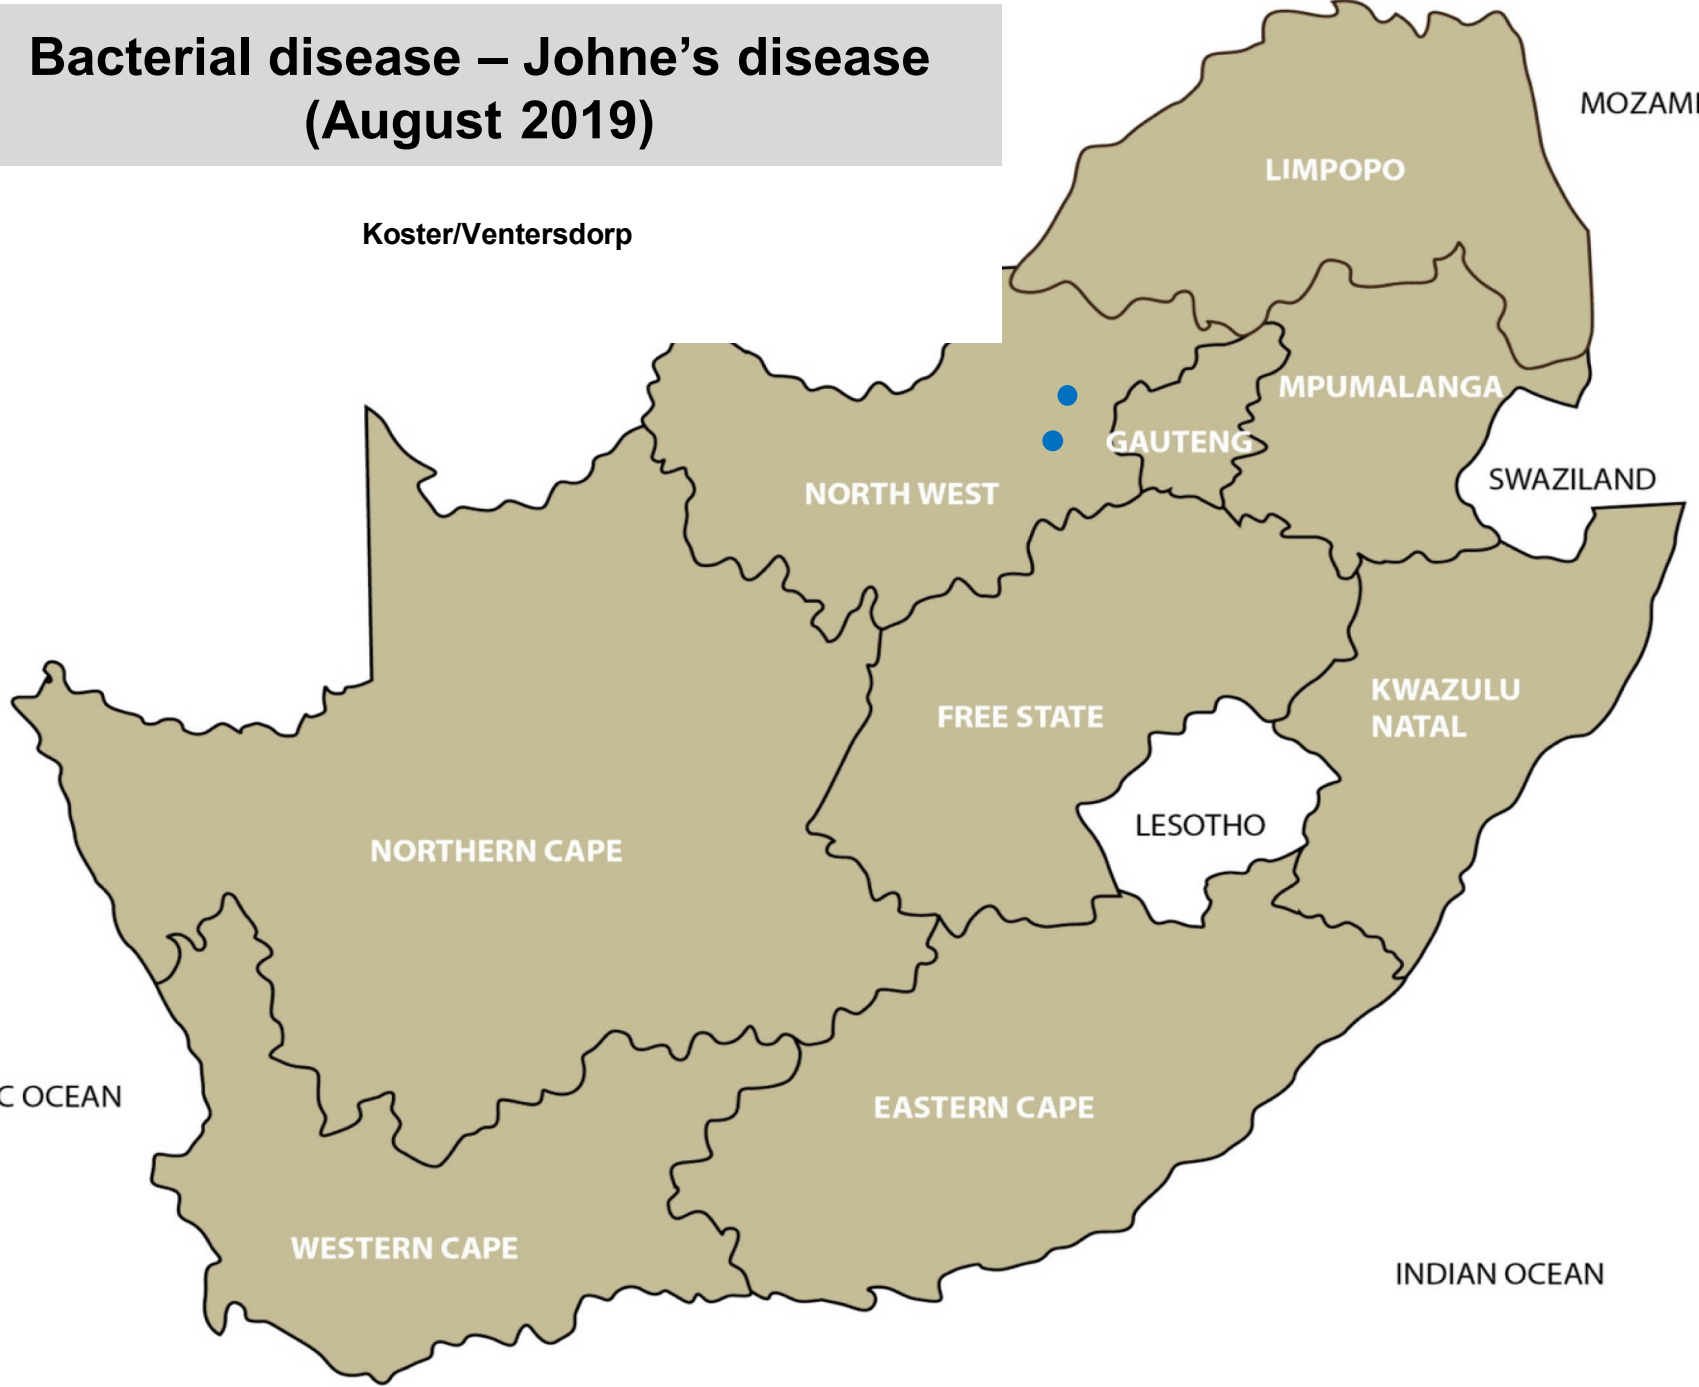 Bacterial disease – Johne’s disease
(August 2019)
Koster/Ventersdorp
MOZAMI
LIMPOPO
MPUMALANGA
GAUTENG
SWAZILAND
NORTH WEST
KWAZULU
NATAL
FREE STATE
LESOTHO
NORTHERN CAPE
C OCEAN
EASTERN CAPE
WESTERN CAPE
INDIAN OCEAN